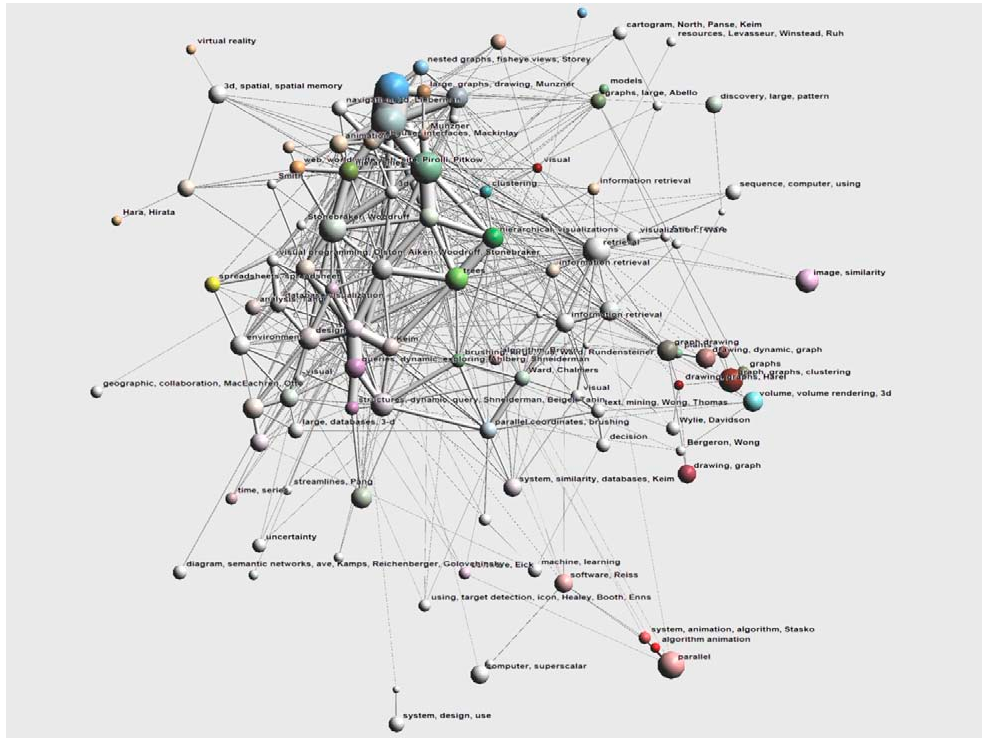 cartogram, North, Panse, Keim
resources, Levasseur, Winstead, Ruh
virtual reality
nested graphs, fisheye views, Storey
models
3d, spatial, spatial memory
large, graphs, drawing, Munzner
graphs, large, Abello
discovery, large, pattern
Lieberman
Munzner
animation
user interfaces, Mackinlay
web, world wide web, site, Pirolli, Pitkow
visual
Smith
3d
clustering
information retrieval
sequence, computer, using
Hara, Hirata
Stonebraker, Woodruff
hierarchical, visualizations
visualization, Ware
retrieval
visual programming, Olston, Aiken, Woodruff, Stonebraker
information retrieval
trees
spreadsheets, spreadsheet
image, similarity
database, visualization
analysis
information retrieval
design
environment
Keim
graph drawing
brushing
Ward, Rundensteiner
drawing, dynamic, graph
queries, dynamic, exploring, Ahlberg, Shneiderman
graphs
visual
Ward, Chalmers
graph, graphs, clustering
drawing, graphs, Harel
geographic, collaboration, MacEachren, Otto
visual
volume, volume rendering, 3d
structures, dynamic, query, Shneiderman, Beigel, Tanin
text, mining, Wong, Thomas
large, databases, 3-d
parallel coordinates, brushing
Wylie, Davidson
decision
Bergeron, Wong
drawing, graph
streamlines, Pang
system, similarity, databases, Keim
time, series
uncertainty
diagram, semantic networks, ave, Kamps, Reichenberger, Golovchinsky
software, Eick
machine, learning
software, Reiss
using, target detection, icon, Healey, Booth, Enns
system, animation, algorithm, Stasko
algorithm animation
parallel
computer, superscalar
system, design, use